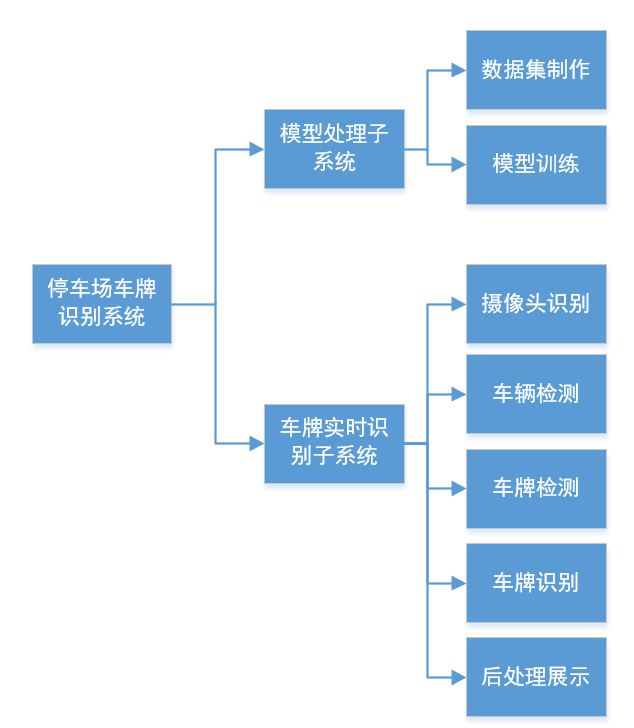 停车场车牌
识别系统
模型处理子
系统
数据集制作
模型训练
车牌实时识
别子系统
摄像头识别
车辆检测
车牌检测
车牌识别
后处理展示